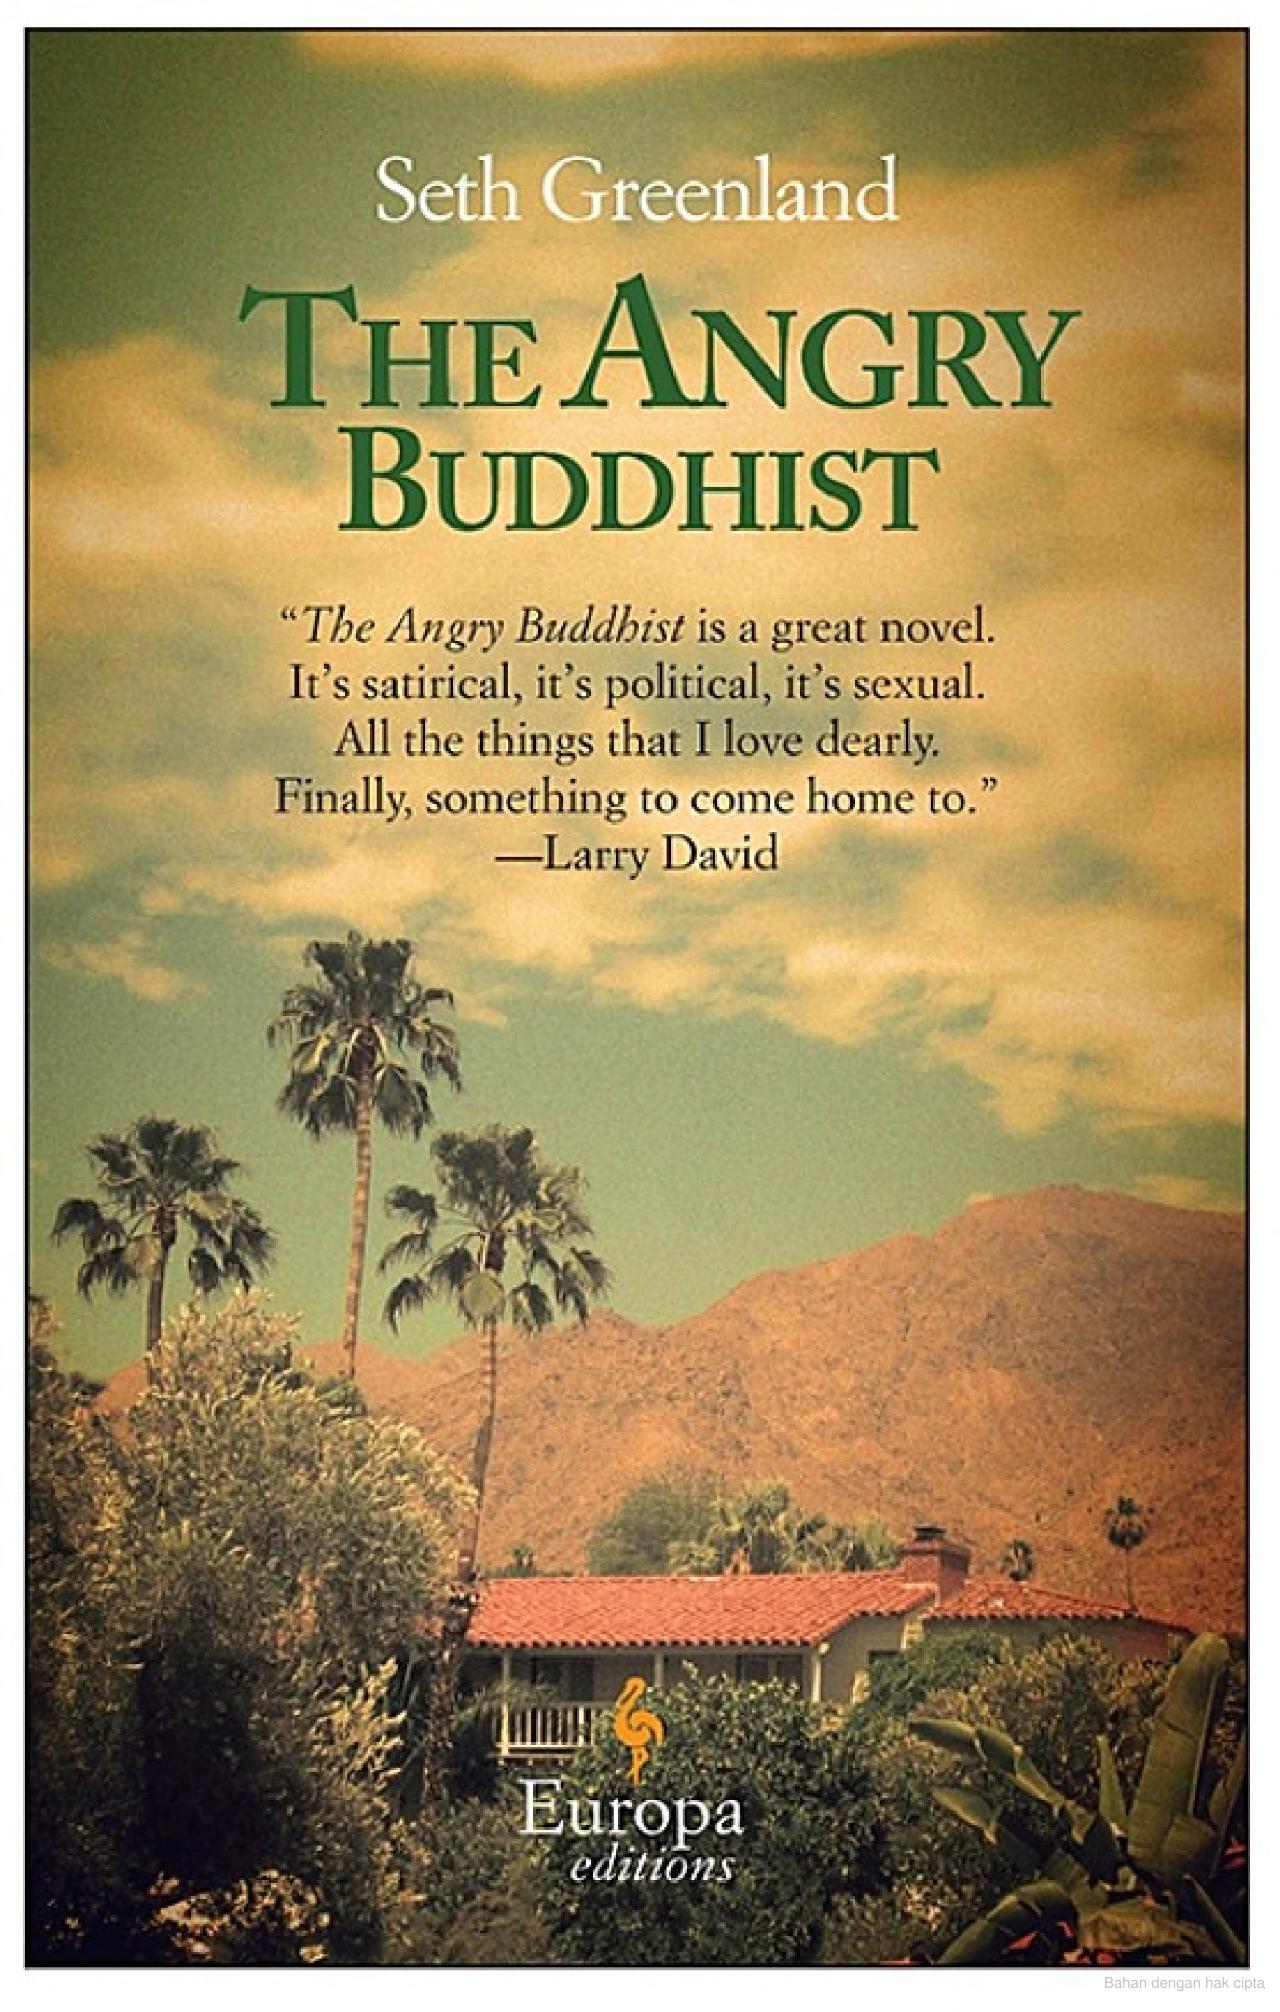 Seth Greenland
THE ANGRY
BUDDHIST
“The Angry Buddhist is a great novel.
It’s satirical, it’s political, it’s sexual.
All the things that I love dearly.
Finally, something to come home to.”
—Larry David
Europa
editions
Bahan dengan hak cipta